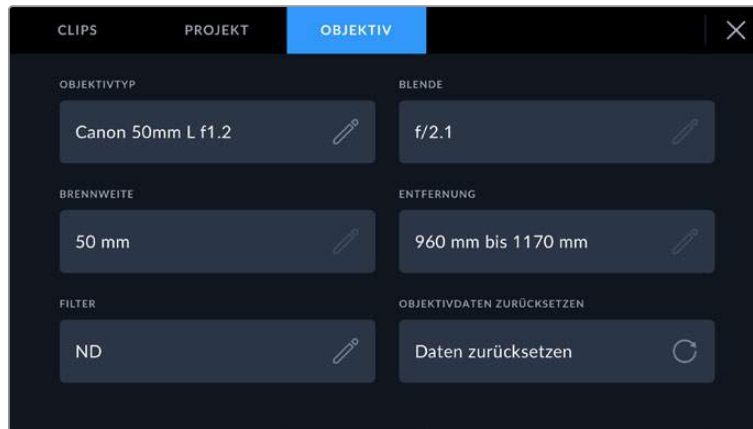 CLIPS PROJEKT OBJEKTIV
OBJEKTIVTYP BLENDE
Canon 50mm L f1.2 f/2.1
BRENNWEITE ENTFERNUNG
50 mm 960 mm bis 1170 mm
FILTER OBJEKTIVDATEN ZURÜCKSETZEN
ND Daten zurücksetzen